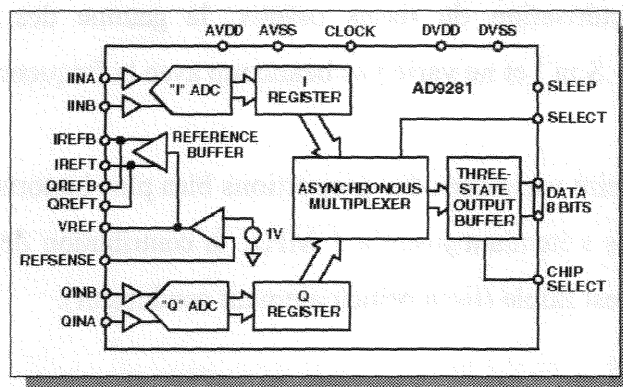 AVDD AVSS CLOCK DVDD DVSS
IINA
IINB
"I" ADC
I
REGISTER
AD9281
SLEEP
SELECT
IREFB
IREFT
QREFB
QREFT
VREF
REFSENSE
REFERENCE
BUFFER
1V
ASYNCHRONOUS
MULTIPLEXER
THREE-
STATE
OUTPUT
BUFFER
DATA
8 BITS
CHIP
SELECT
QINB
QINA
"Q" ADC
Q
REGISTER